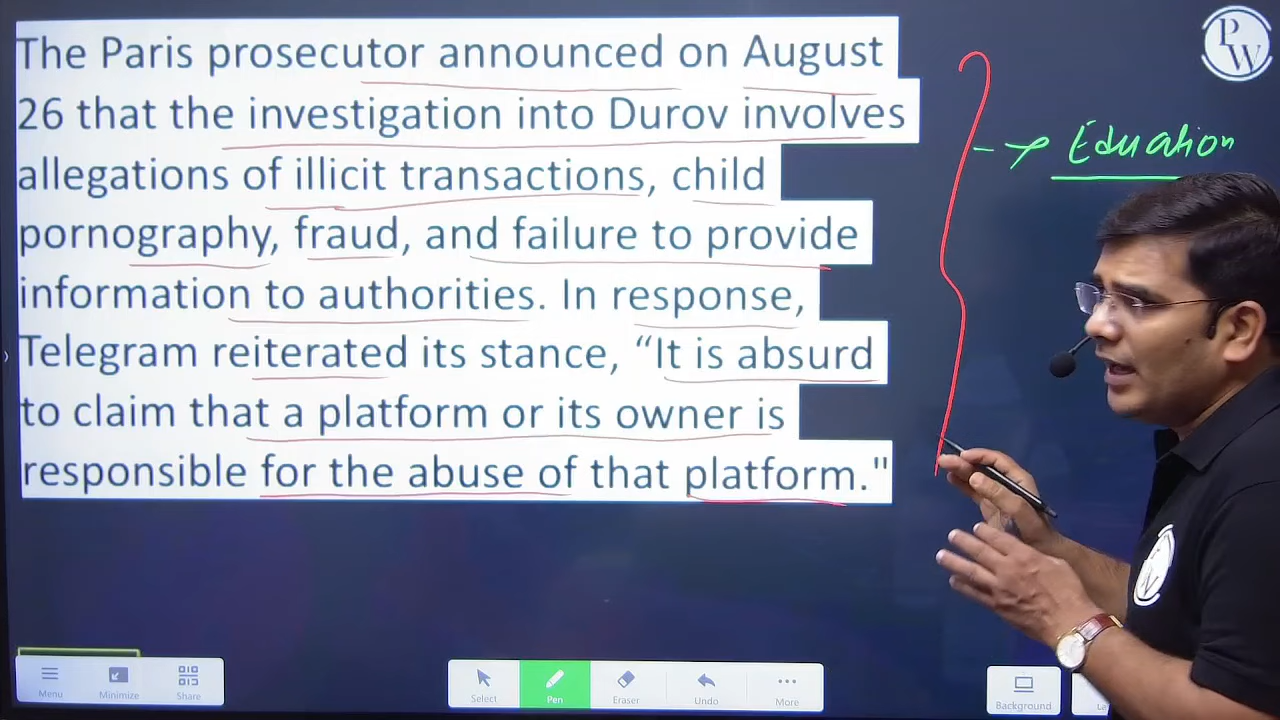 The Paris prosecutor announced on August
26 that the investigation into Durov involves
allegations of illicit transactions, child
pornography, fraud, and failure to provide
information to authorities. In response,
Telegram reiterated its stance, “It is absurd
to claim that a platform or its owner is
responsible for the abuse of that platform."
Eduation
PW
Menu
Minimize
Share
Select
Pen
Eraser
Undo
More
Background